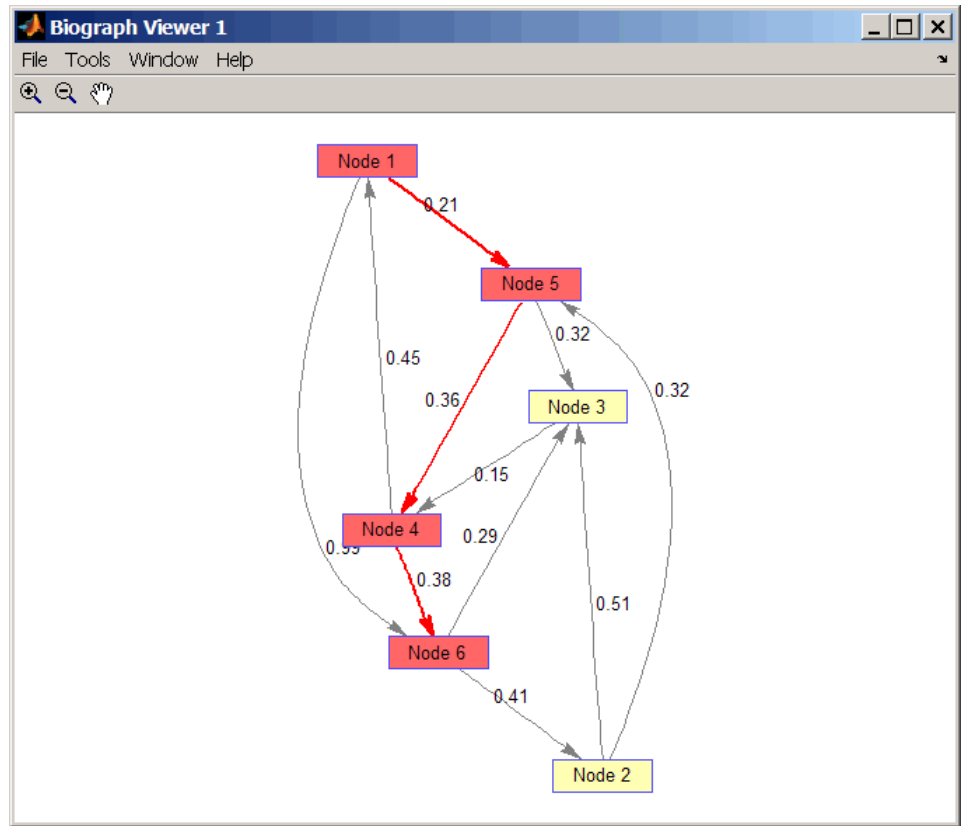 Biograph Viewer 1
File Tools Window Help
Node 1
0.21
Node 5
0.32
0.45
0.32
0.36
Node 3
0.15
Node 4
0.29
0.99
0.38
0.51
Node 6
0.41
Node 2